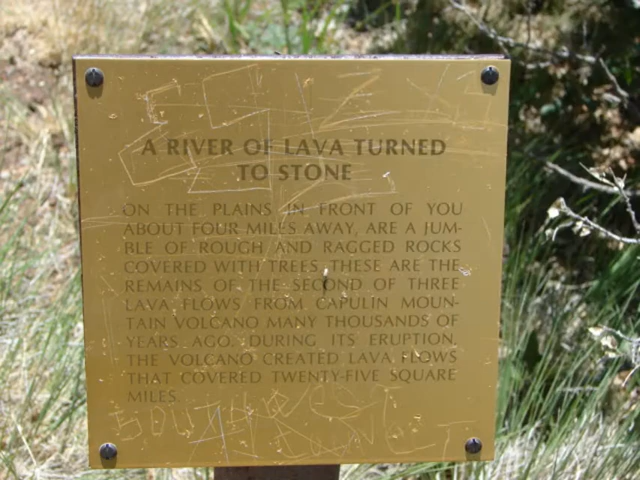 A RIVER OF LAVA TURNED
TO STONE
ON THE PLAINS IN FRONT OF YOU
ABOUT FOUR MILES AWAY, ARE A JUM-
BLE OF ROUGH AND RAGGED ROCKS
COVERED WITH TREES. THESE ARE THE
REMAINS OF THE SECOND OF THREE
LAVA FLOWS FROM CAPULIN MOUN-
TAIN VOLCANO MANY THOUSANDS OF
YEARS AGO. DURING ITS ERUPTION,
THE VOLCANO CREATED LAVA FLOWS
THAT COVERED TWENTY-FIVE SQUARE
MILES.
SOUTHWEST